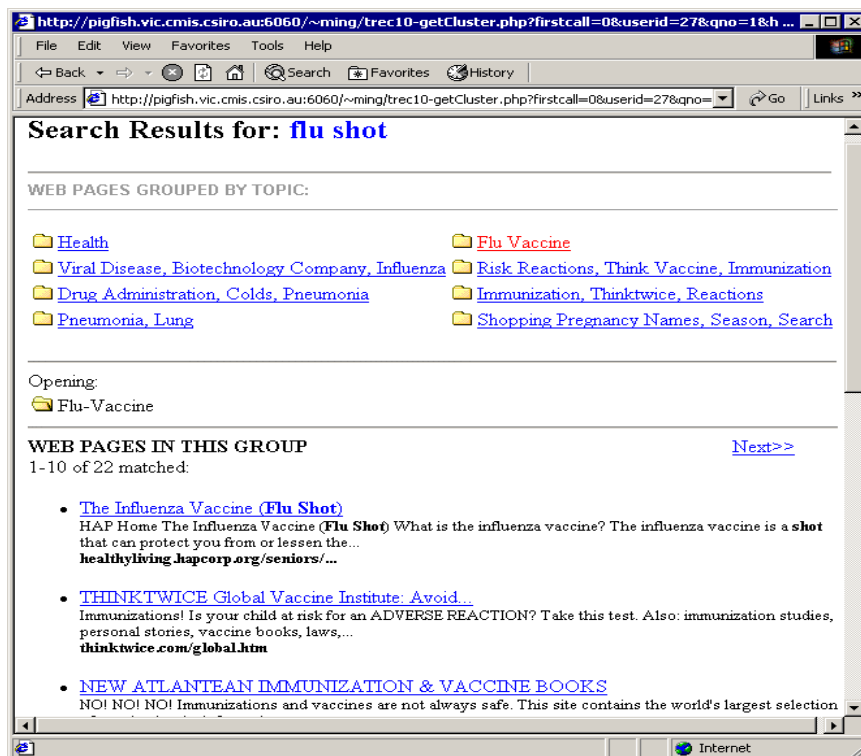 http://pigfish.vic.cmis.csiro.au:6060/~ming/trec10-getCluster.php?firstcall=0&userid=27&qno=1&h ...
File Edit View Favorites Tools Help
Back Search Favorites History
Address http://pigfish.vic.cmis.csiro.au:6060/~ming/trec10-getCluster.php?firstcall=0&userid=27&qno= Go Links »
Search Results for: flu shot
WEB PAGES GROUPED BY TOPIC:
Health Flu Vaccine
Viral Disease, Biotechnology Company, Influenza Risk Reactions, Think Vaccine, Immunization
Drug Administration, Colds, Pneumonia Immunization, Thinktwice, Reactions
Pneumonia, Lung Shopping Pregnancy Names, Season, Search
Opening:
Flu-Vaccine
WEB PAGES IN THIS GROUP Next>>
1-10 of 22 matched:
• The Influenza Vaccine (Flu Shot)
HAP Home The Influenza Vaccine (Flu Shot) What is the influenza vaccine? The influenza vaccine is a shot
that can protect you from or lessen the...
healthyliving.hapcorp.org/seniors/...
• THINKTWICE Global Vaccine Institute: Avoid...
Immunizations! Is your child at risk for an ADVERSE REACTION? Take this test. Also: immunization studies,
personal stories, vaccine books, laws,...
thinktwice.com/global.htm
• NEW ATLANTEAN IMMUNIZATION & VACCINE BOOKS
NO! NO! NO! Immunizations and vaccines are not always safe. This site contains the world's largest selection
Internet